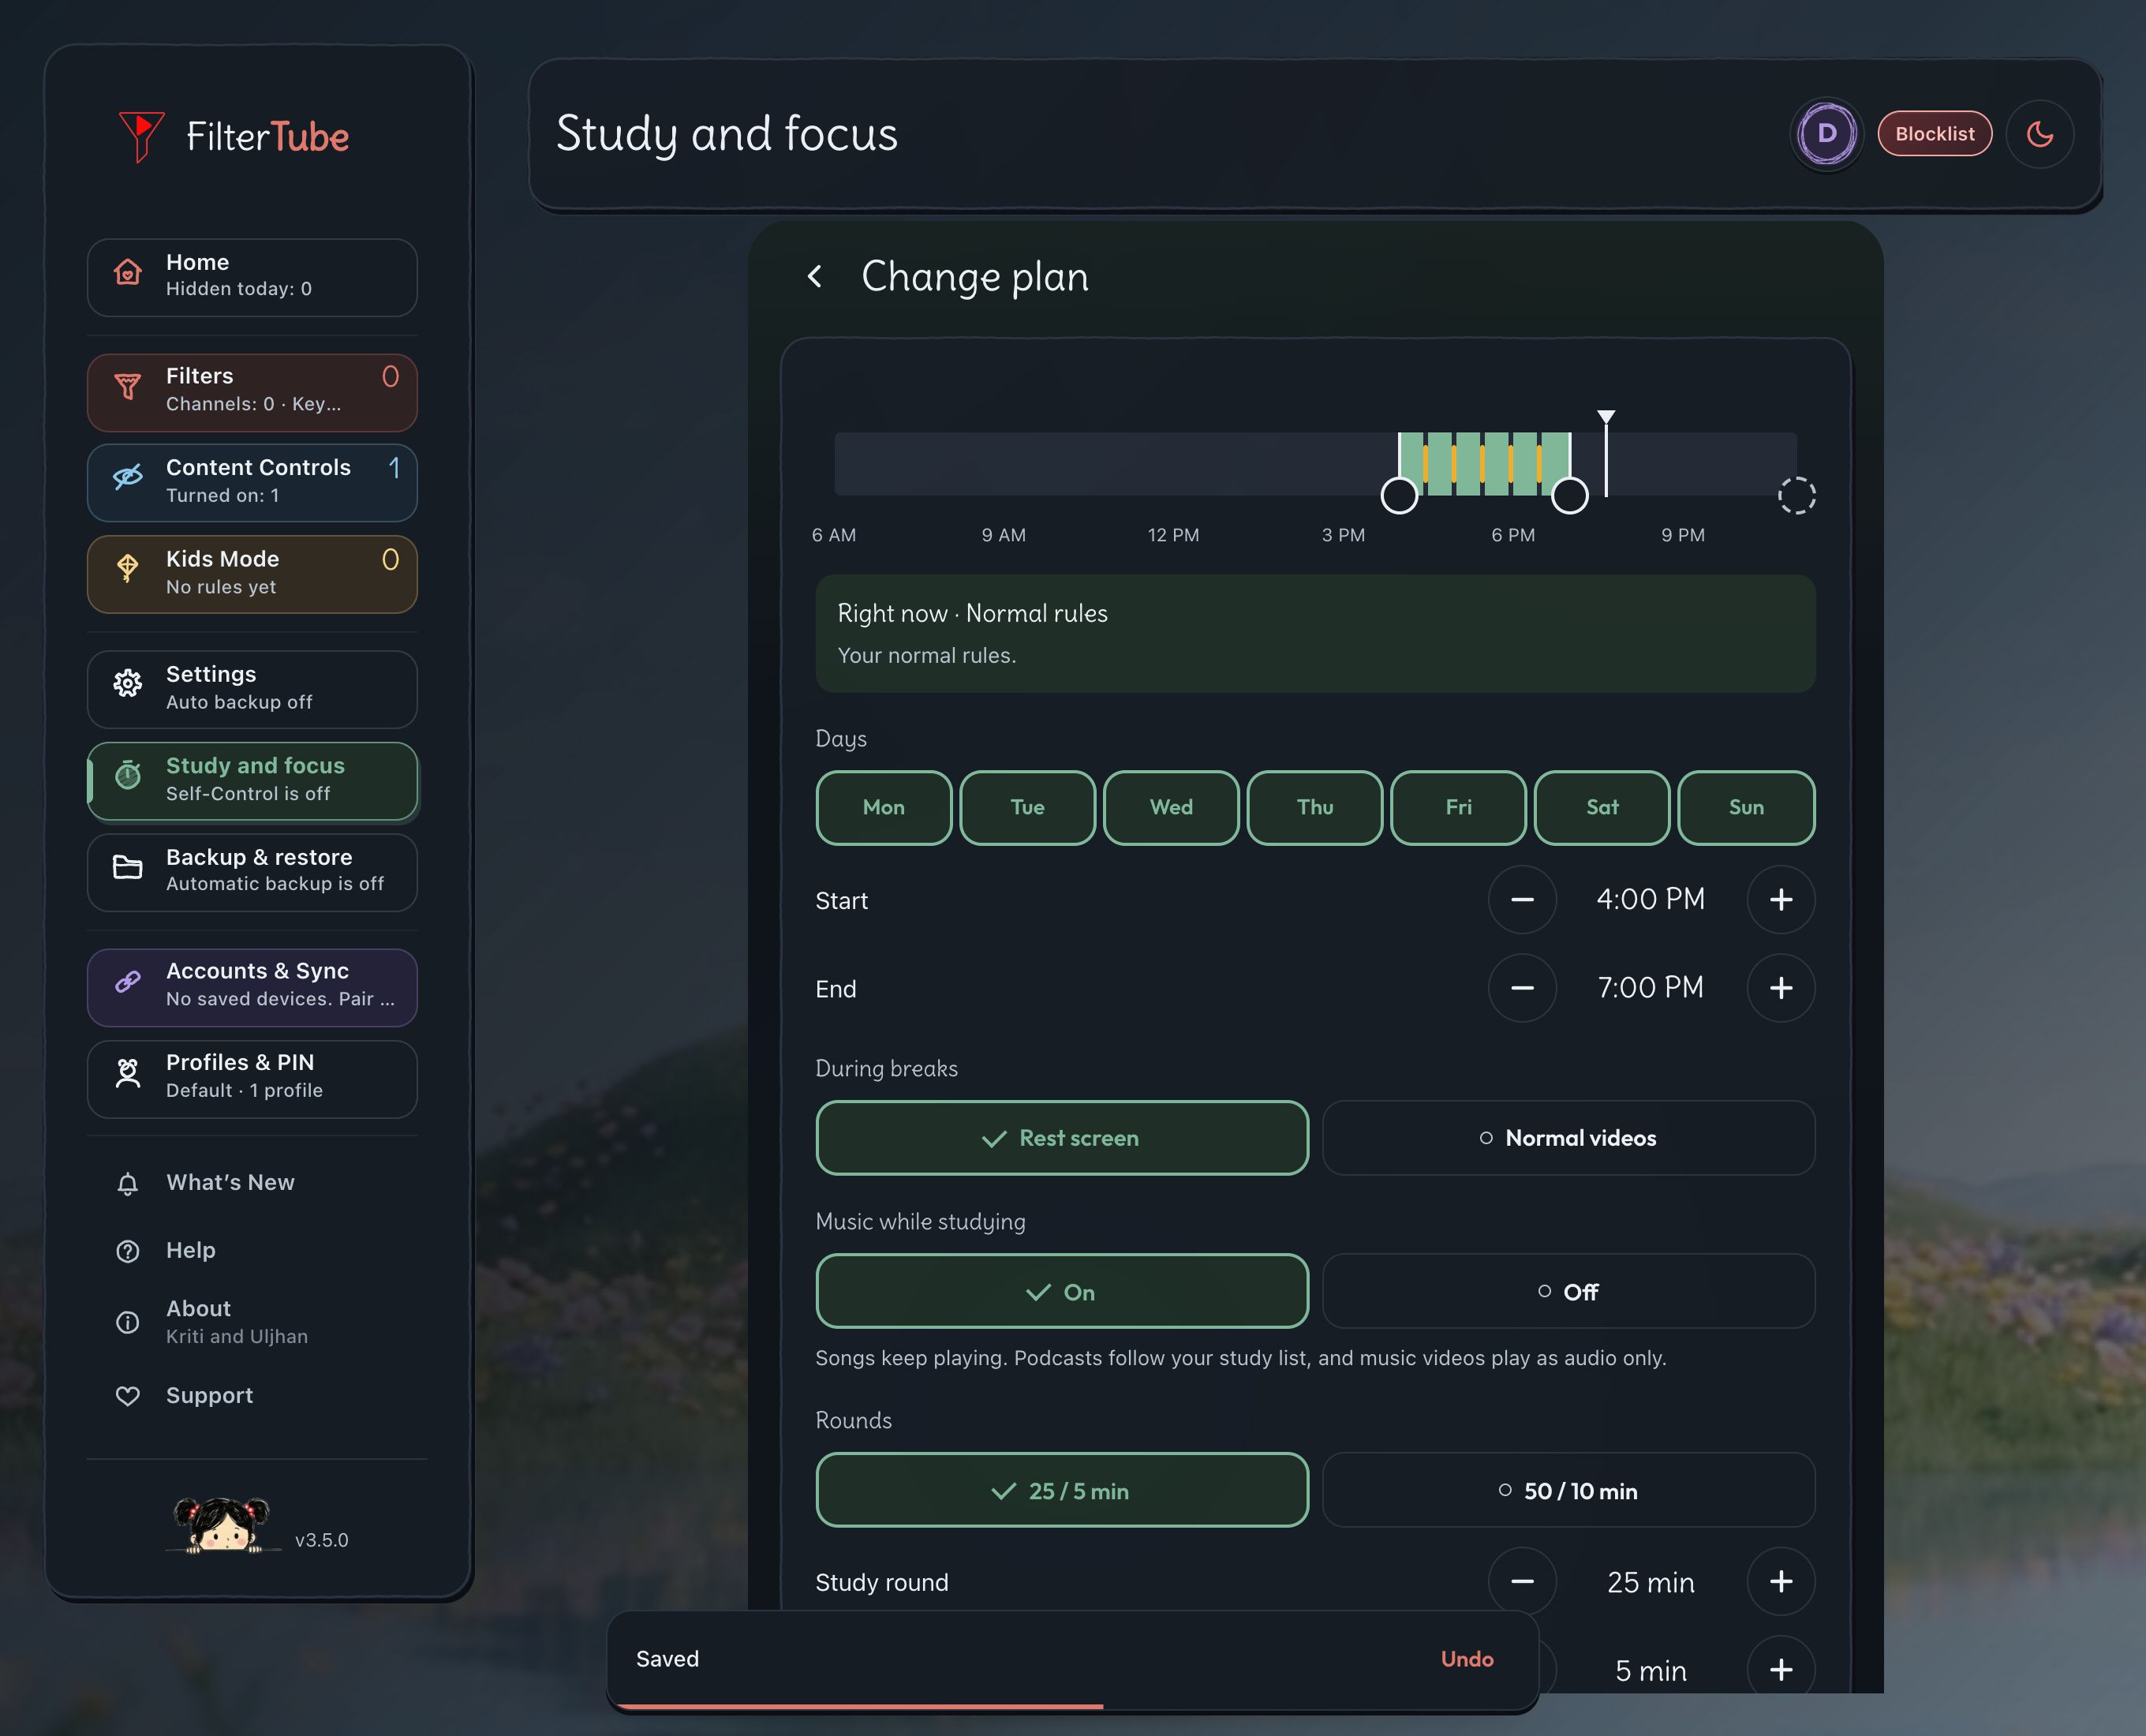 FilterTube
Home
Hidden today: 0
Filters
0
Channels: 0 · Key...
Content Controls
1
Turned on: 1
Kids Mode
0
No rules yet
Settings
Auto backup off
Study and focus
Self-Control is off
Backup & restore
Automatic backup is off
Accounts & Sync
No saved devices. Pair ...
Profiles & PIN
Default · 1 profile
What's New
Help
About
Kriti and Uljhan
Support
v3.5.0
Study and focus
D
Blocklist
Change plan
6 AM 9 AM 12 PM 3 PM 6 PM 9 PM
Right now · Normal rules
Your normal rules.
Days
Mon Tue Wed Thu Fri Sat Sun
Start 4:00 PM
End 7:00 PM
During breaks
Rest screen Normal videos
Music while studying
On Off
Songs keep playing. Podcasts follow your study list, and music videos play as audio only.
Rounds
25 / 5 min 50 / 10 min
Study round 25 min
5 min
Saved Undo